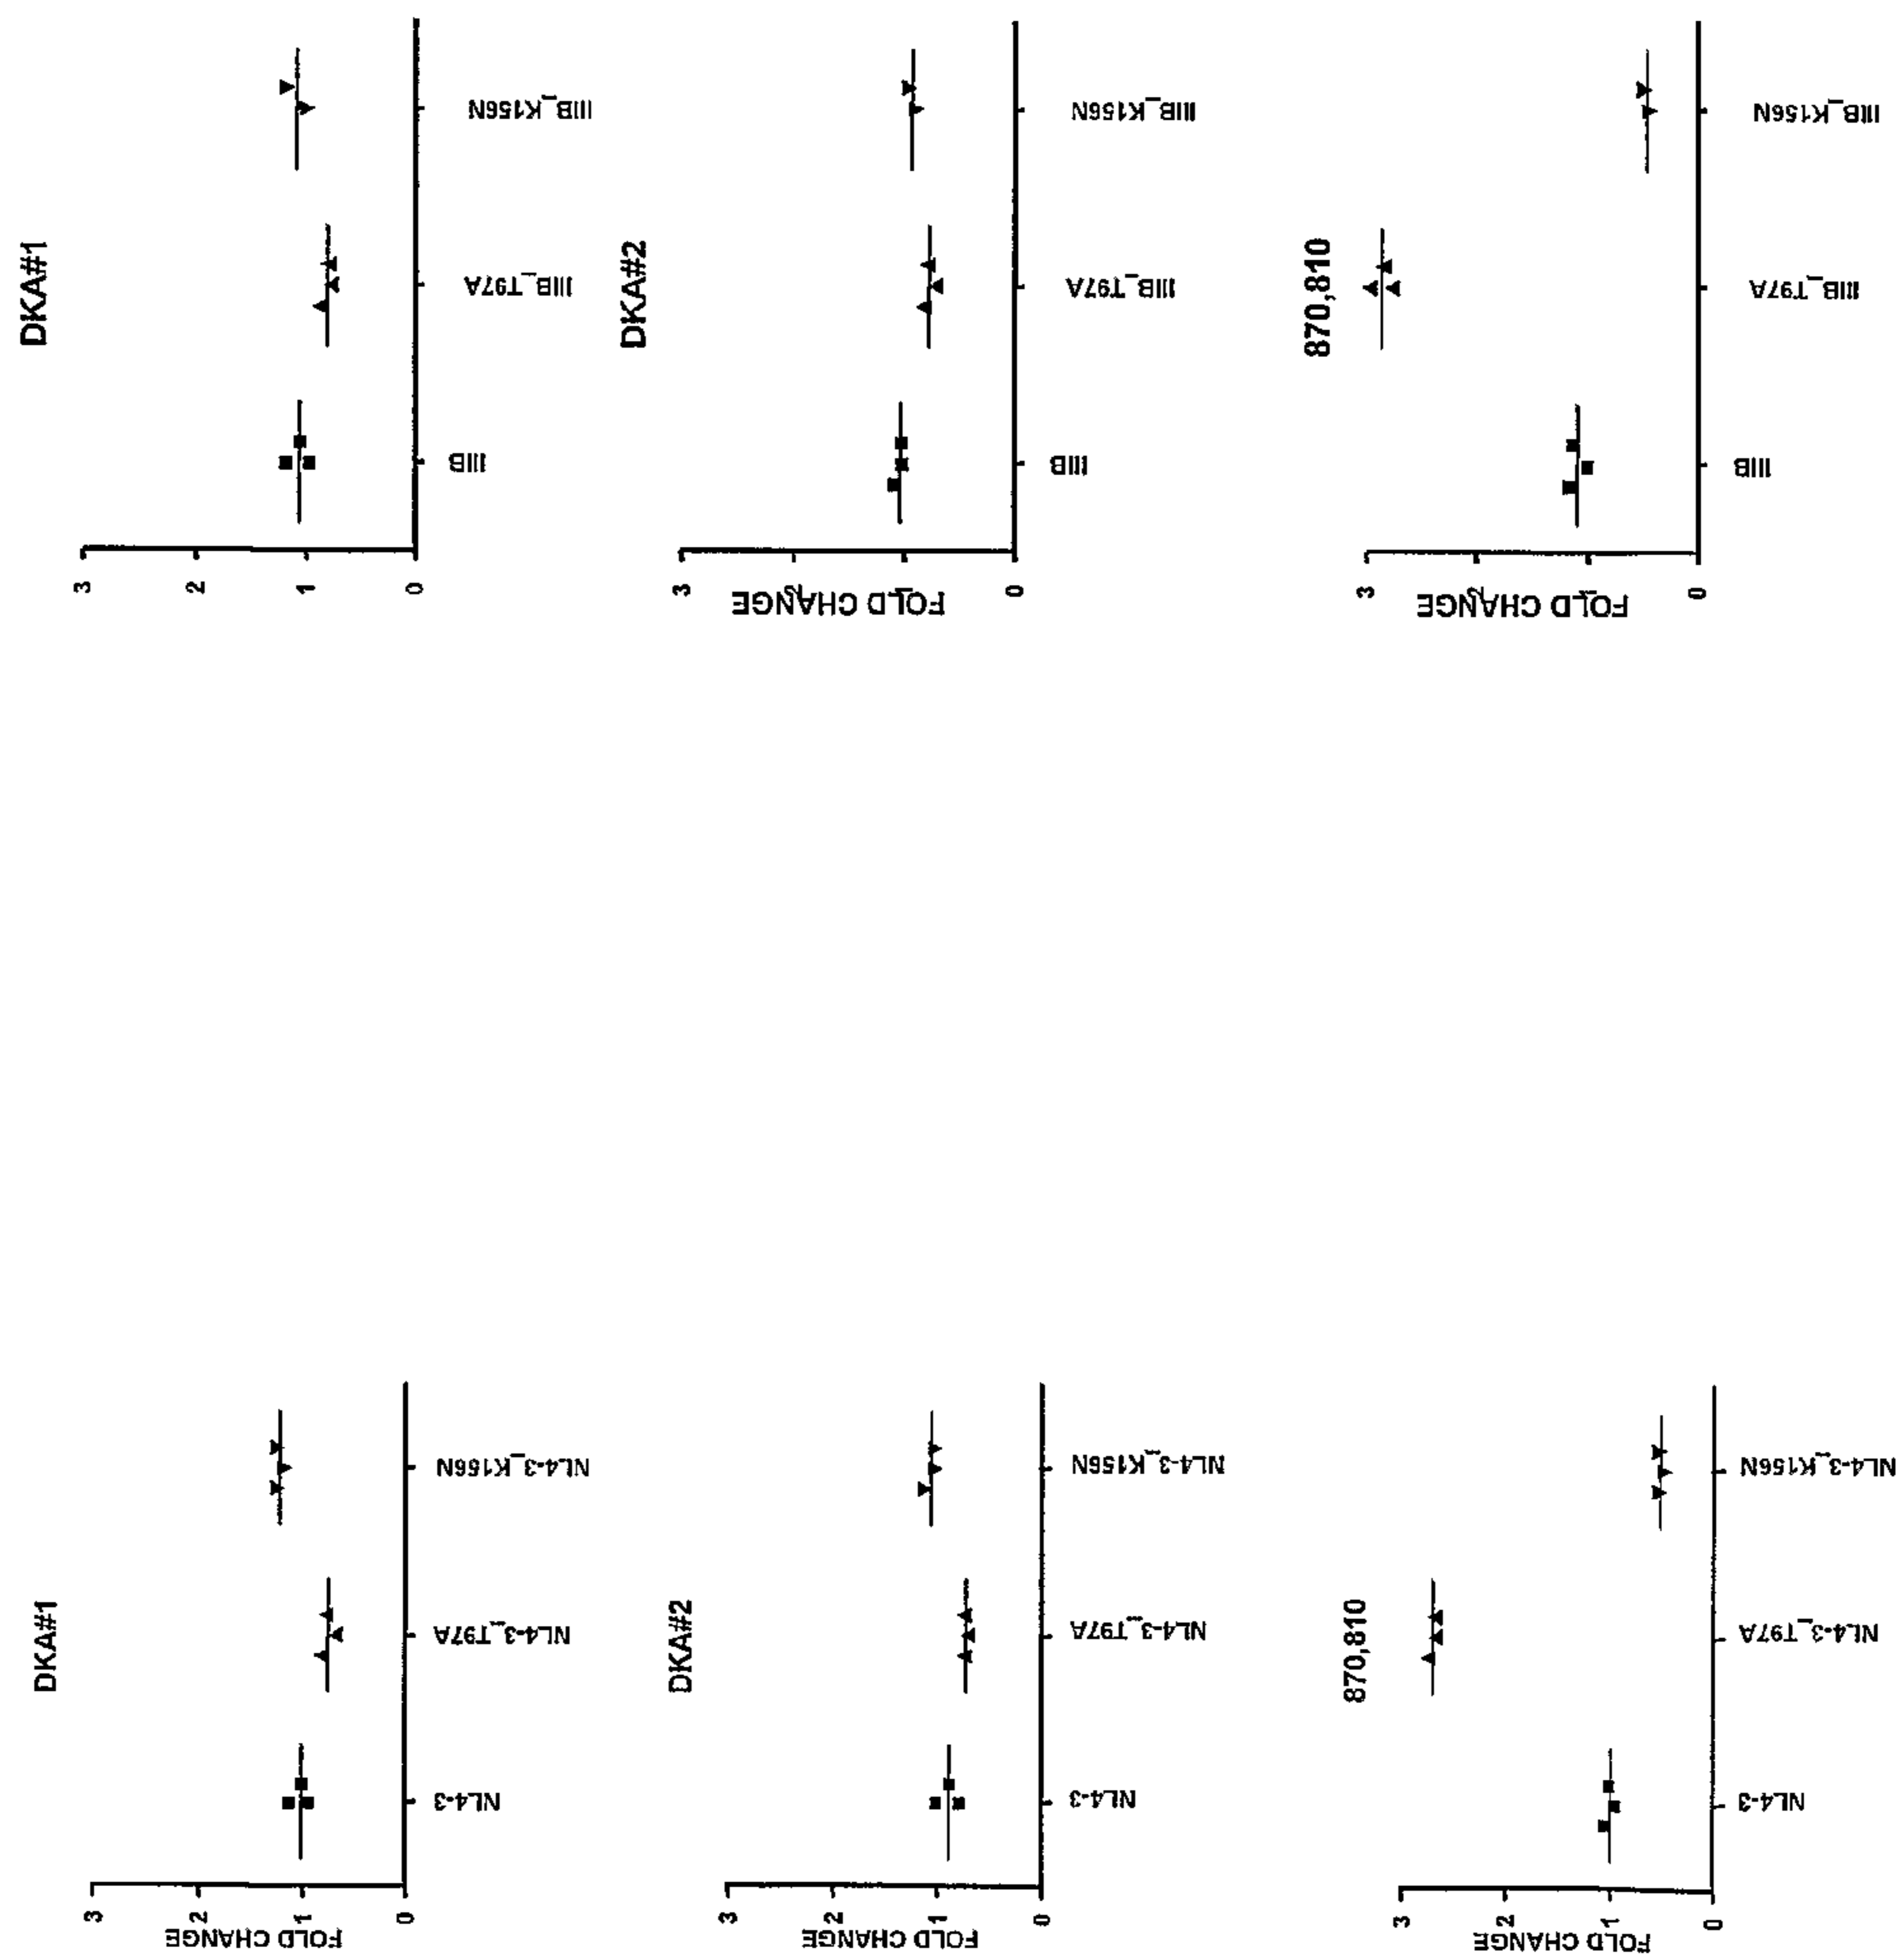 DKA#1
3
2
1
0
IIIB
IIIB_T97A
IIIB_K156N
DKA#2
FOLD CHANGE
3
2
1
0
IIIB
IIIB_T97A
IIIB_K156N
870,810
FOLD CHANGE
3
2
1
0
IIIB
IIIB_T97A
IIIB_K156N
DKA#1
FOLD CHANGE
3
2
1
0
NL4-3
NL4-3_T97A
NL4-3_K156N
DKA#2
FOLD CHANGE
3
2
1
0
NL4-3
NL4-3_T97A
NL4-3_K156N
870,810
FOLD CHANGE
3
2
1
0
NL4-3
NL4-3_T97A
NL4-3_K156N